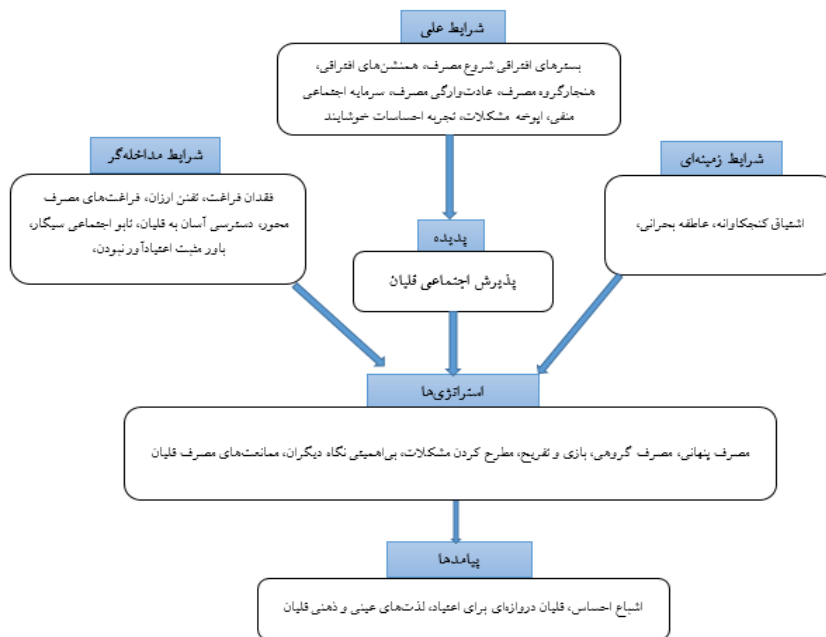 شرایط علی
بسترهای افتراقی شروع مصرف، همنشن‌های افتراقی،
هنجارگروه مصرف، عادت‌وارگی مصرف، سرمایه اجتماعی
منفی، اپوخه مشکلات، تجربه احساسات خوشایند
شرایط زمینه‌ای
اشتیاق کنجکاوانه، عاطفه بحرانی،
شرایط مداخله‌گر
فقدان فراغت، تفنن ارزان، فراغت‌های مصرف
محور، دسترسی آسان به قلیان، تابو اجتماعی سیگار،
باور مثبت اعتیادآور نبودن،
پدیده
پذیرش اجتماعی قلیان
استراتژی‌ها
مصرف پنهانی، مصرف گروهی، بازی و تفریح، مطرح کردن مشکلات، بی‌اهمیتی نگاه دیگران، ممانعت‌های مصرف قلیان
پیامدها
اشباع احساس، قلیان دروازه‌ای برای اعتیاد، لذت‌های عینی و ذهنی قلیان